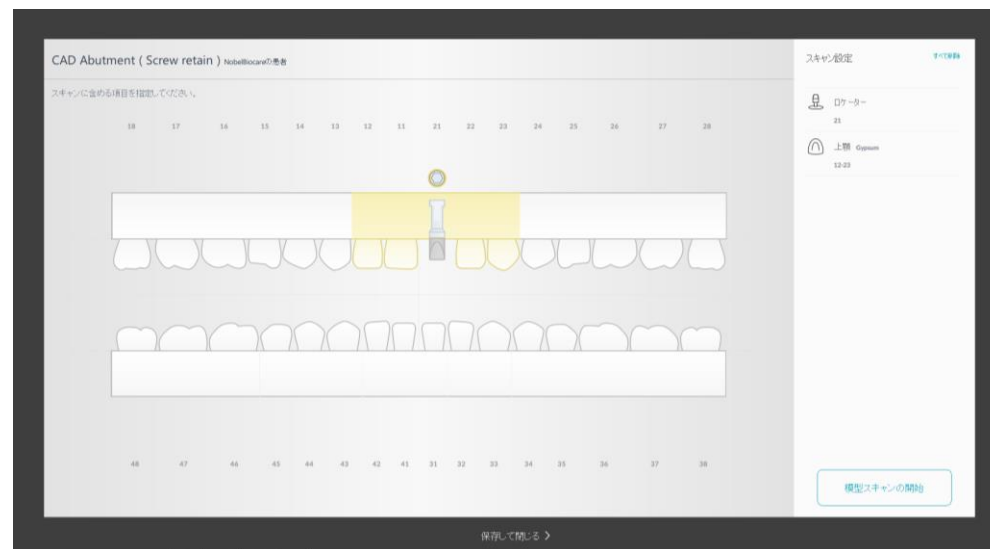 CAD Abutment ( Screw retain ) NobelBiocareの患者
スキャンに含める項目を指定してください。
18 17 16 15 14 13 12 11 21 22 23 24 25 26 27 28
48 47 46 45 44 43 42 41 31 32 33 34 35 36 37 38
スキャン設定 すべて削除
ロケーター
21
上顎 Gypsum
12-23
模型スキャンの開始
保存して閉じる